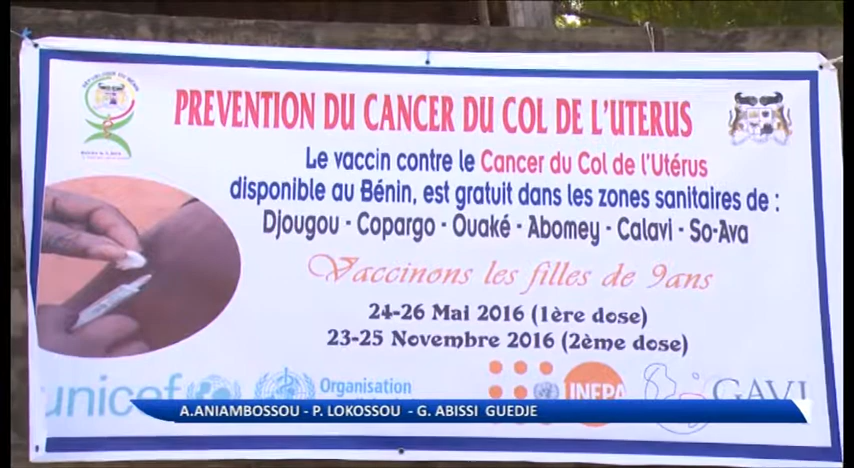 RÉPUBLIQUE DU BÉNIN
PREVENTION DU CANCER DU COL DE L'UTERUS
Le vaccin contre le Cancer du Col de l'Utérus
disponible au Bénin, est gratuit dans les zones sanitaires de :
Djougou - Copargo - Ouaké - Abomey - Calavi - So-Ava
Vaccinons les filles de 9ans
24-26 Mai 2016 (1ère dose)
23-25 Novembre 2016 (2ème dose)
unicef
Organisation
UNFPA
GAVI
A.ANIAMBOSSOU - P. LOKOSSOU - G. ABISSI GUEDJE